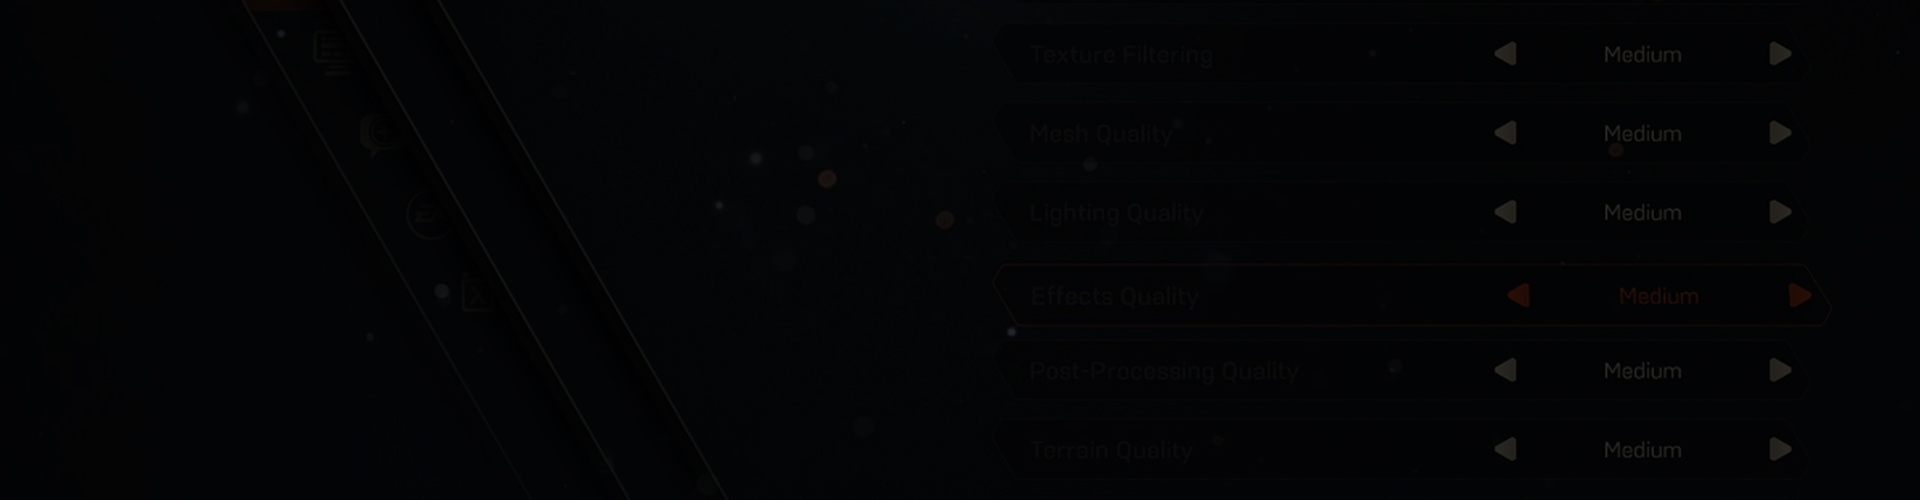 Texture Filtering Medium
Mesh Quality Medium
Lighting Quality Medium
Effects Quality Medium
Post-Processing Quality Medium
Terrain Quality Medium